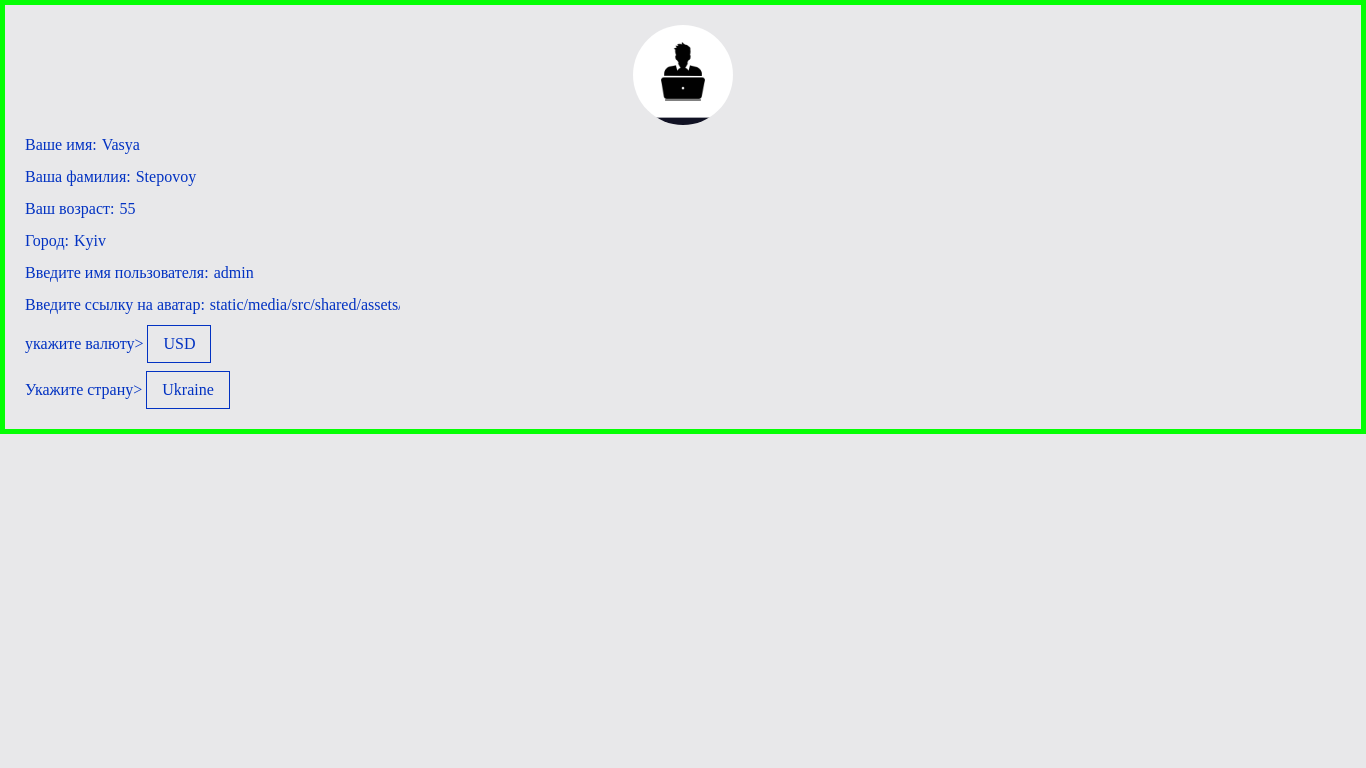 Ваше имя: Vasya
Ваша фамилия: Stepovoy
Ваш возраст: 55
Город: Kyiv
Введите имя пользователя: admin
Введите ссылку на аватар: static/media/src/shared/assets/
укажите валюту> USD
Укажите страну> Ukraine